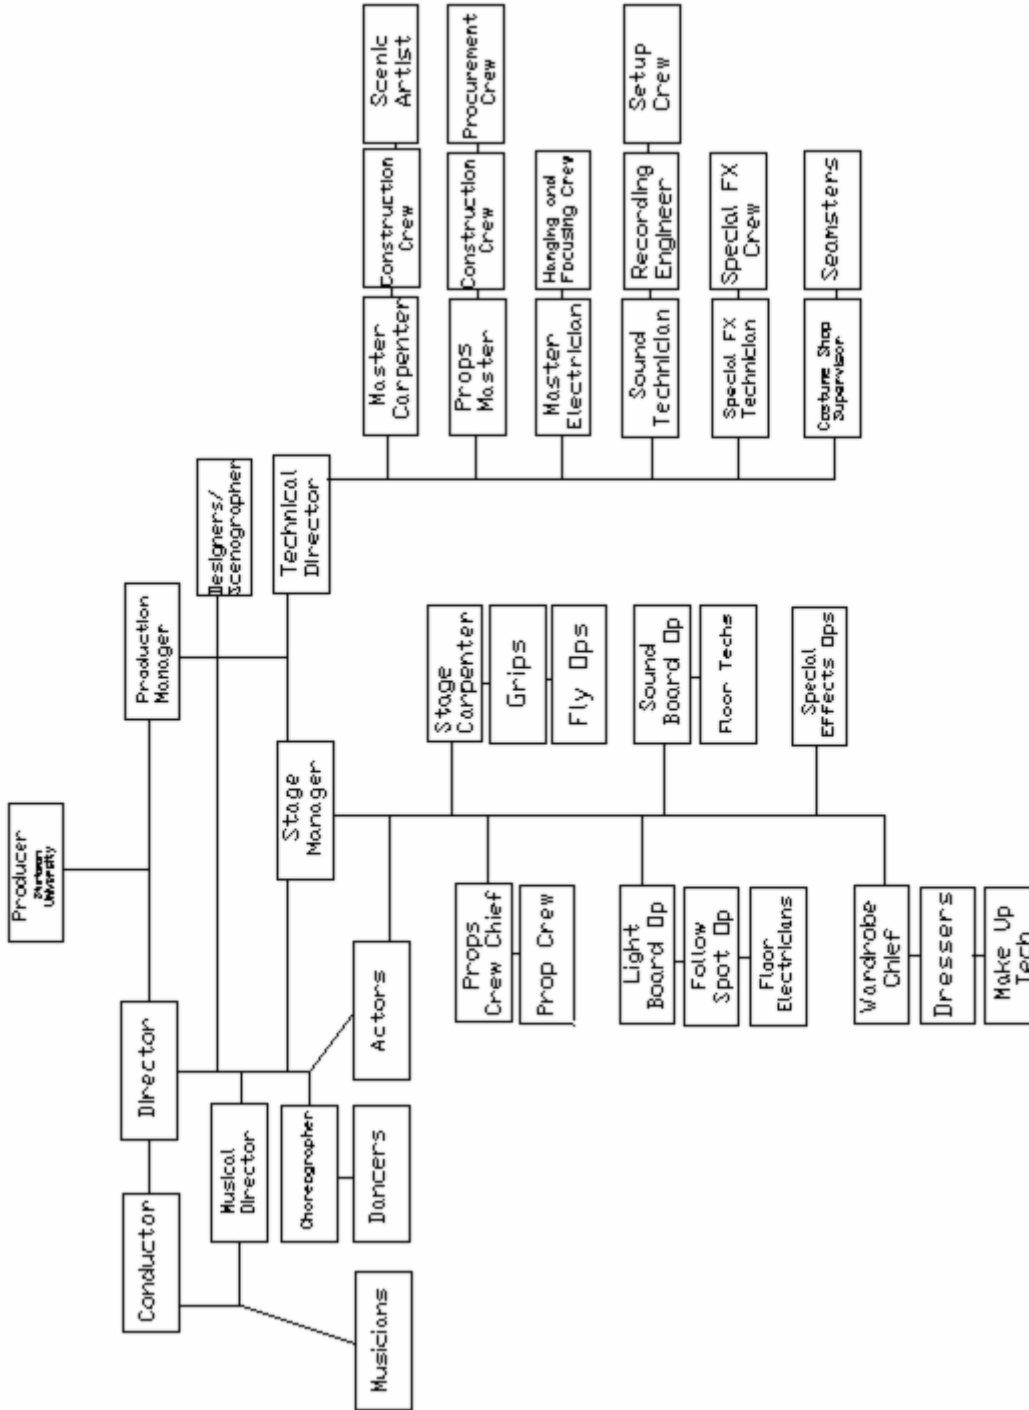 Producer
University
Conductor
Director
Production
Manager
Musical
Director
Designers/
Scenographer
Choreographer
Stage
Manager
Technical
Director
Musicians
Dancers
Actors
Master
Carpenter
Construction
Crew
Scenic
Artist
Props
Master
Construction
Crew
Procurement
Crew
Master
Electrician
Hanging and
Focusing Crew
Sound
Technician
Recording
Engineer
Setup
Crew
Special FX
Technician
Special FX
Crew
Costume Shop
Supervisor
Seamsters
Stage
Carpenter
Grips
Fly Ops
Props
Crew Chief
Prop Crew
Sound
Board Op
Floor Techs
Light
Board Op
Follow
Spot Op
Floor
Electricians
Special
Effects Ops
Wardrobe
Chief
Dressers
Make Up
Tech